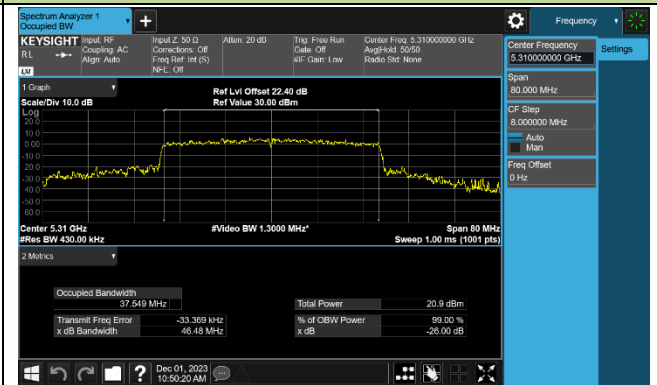 Spectrum Analyzer 1
Occupied BW
Frequency
KEYSIGHT
Input: RF
Input Z: 50 Ω
Atten: 20 dB
Trig: Free Run
Center Freq: 5.310000000 GHz
RL
Coupling: AC
Corrections: Off
Gate: Off
Avg|Hold: 50/50
Align: Auto
Freq Ref: Int (S)
#IF Gain: Low
Radio Std: None
LXI
NFE: Off
Center Frequency
5.310000000 GHz
Settings
Span
80.000 MHz
CF Step
8.000000 MHz
Auto
Man
Freq Offset
0 Hz
1 Graph
Ref Lvl Offset 22.40 dB
Scale/Div 10.0 dB
Ref Value 30.00 dBm
Log
20.0
10.0
0.00
-10.0
-20.0
-30.0
-40.0
-50.0
-60.0
Center 5.31 GHz
#Video BW 1.3000 MHz*
Span 80 MHz
#Res BW 430.00 kHz
Sweep 1.00 ms (1001 pts)
2 Metrics
Occupied Bandwidth
37.549 MHz
Total Power
20.9 dBm
Transmit Freq Error
-33.369 kHz
% of OBW Power
99.00 %
x dB Bandwidth
46.48 MHz
x dB
-26.00 dB
?
Dec 01, 2023
10:50:20 AM